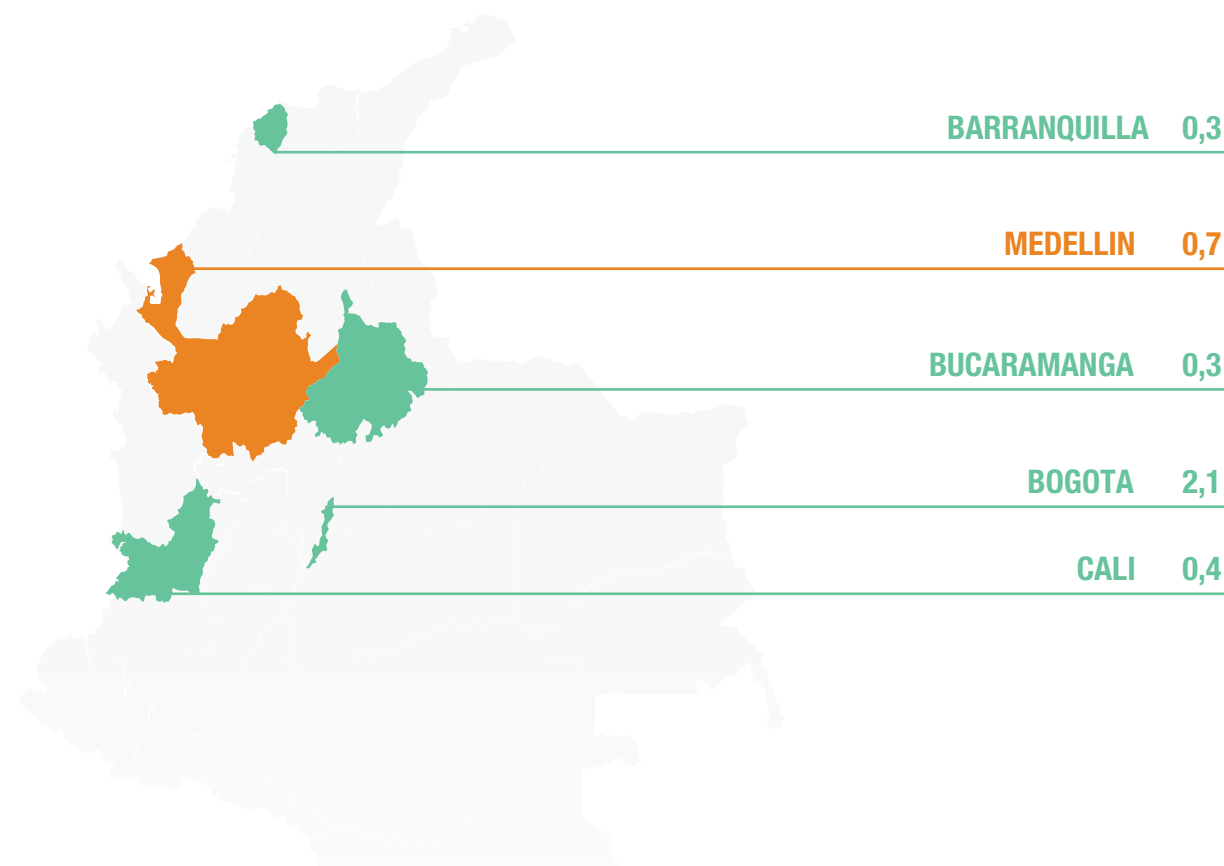 BARRANQUILLA 0,3
MEDELLIN 0,7
BUCARAMANGA 0,3
BOGOTA 2,1
CALI 0,4